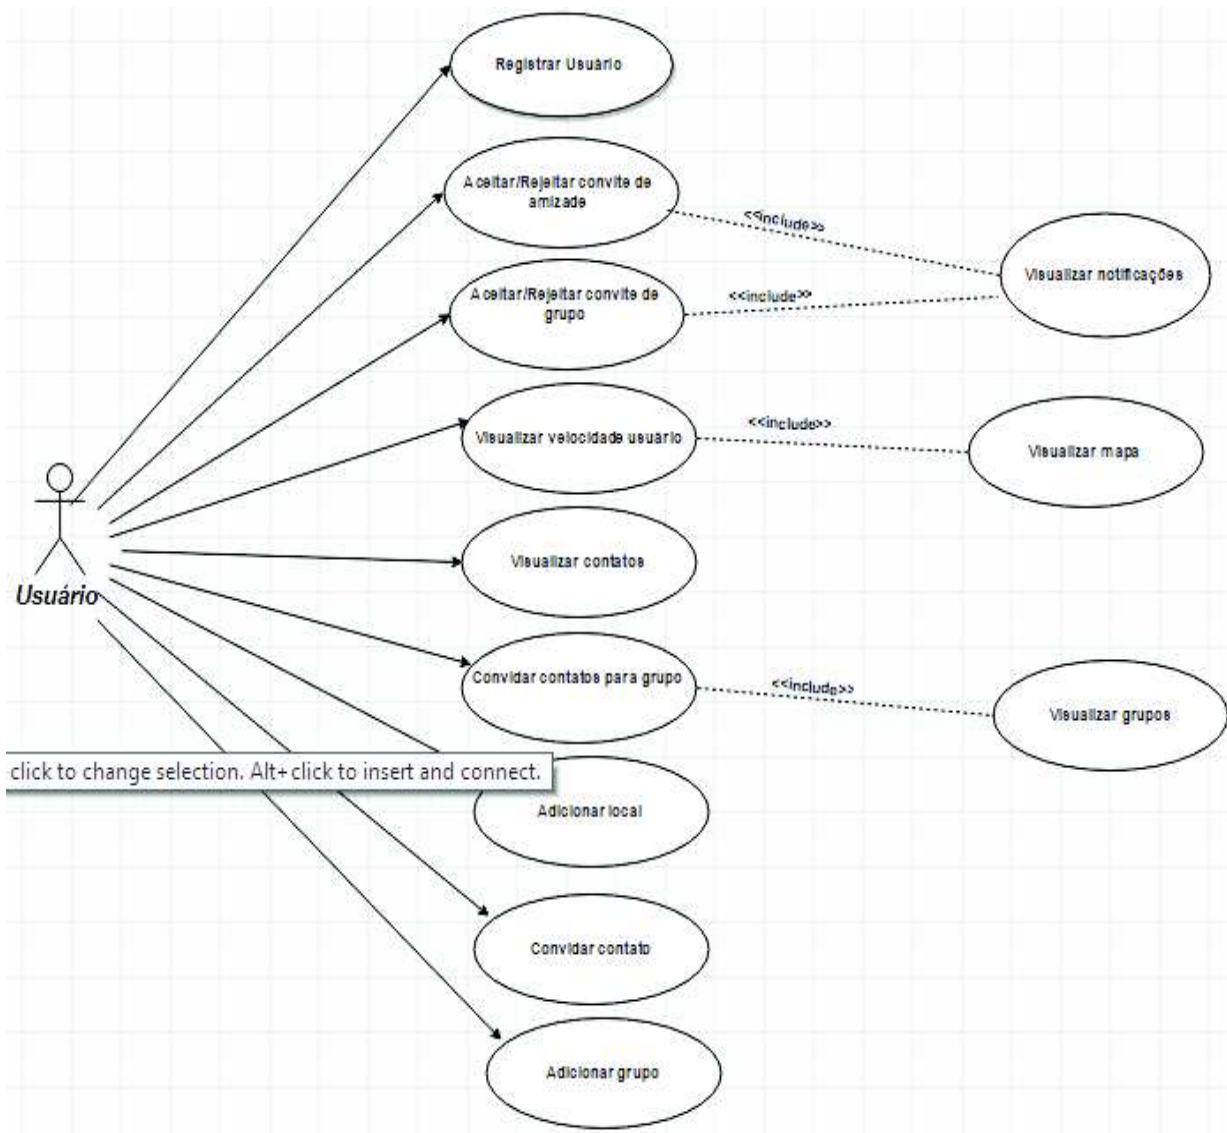 Registrar Usuário
Aceitar/Rejeitar convite de
amizade
<<include>>
Visualizar notificações
Aceitar/Rejeitar convite de
grupo
<<include>>
Visualizar velocidade usuário
<<include>>
Visualizar mapa
Visualizar contatos
Usuário
Convidar contatos para grupo
<<include>>
Visualizar grupos
click to change selection. Alt+click to insert and connect.
Adicionar local
Convidar contato
Adicionar grupo